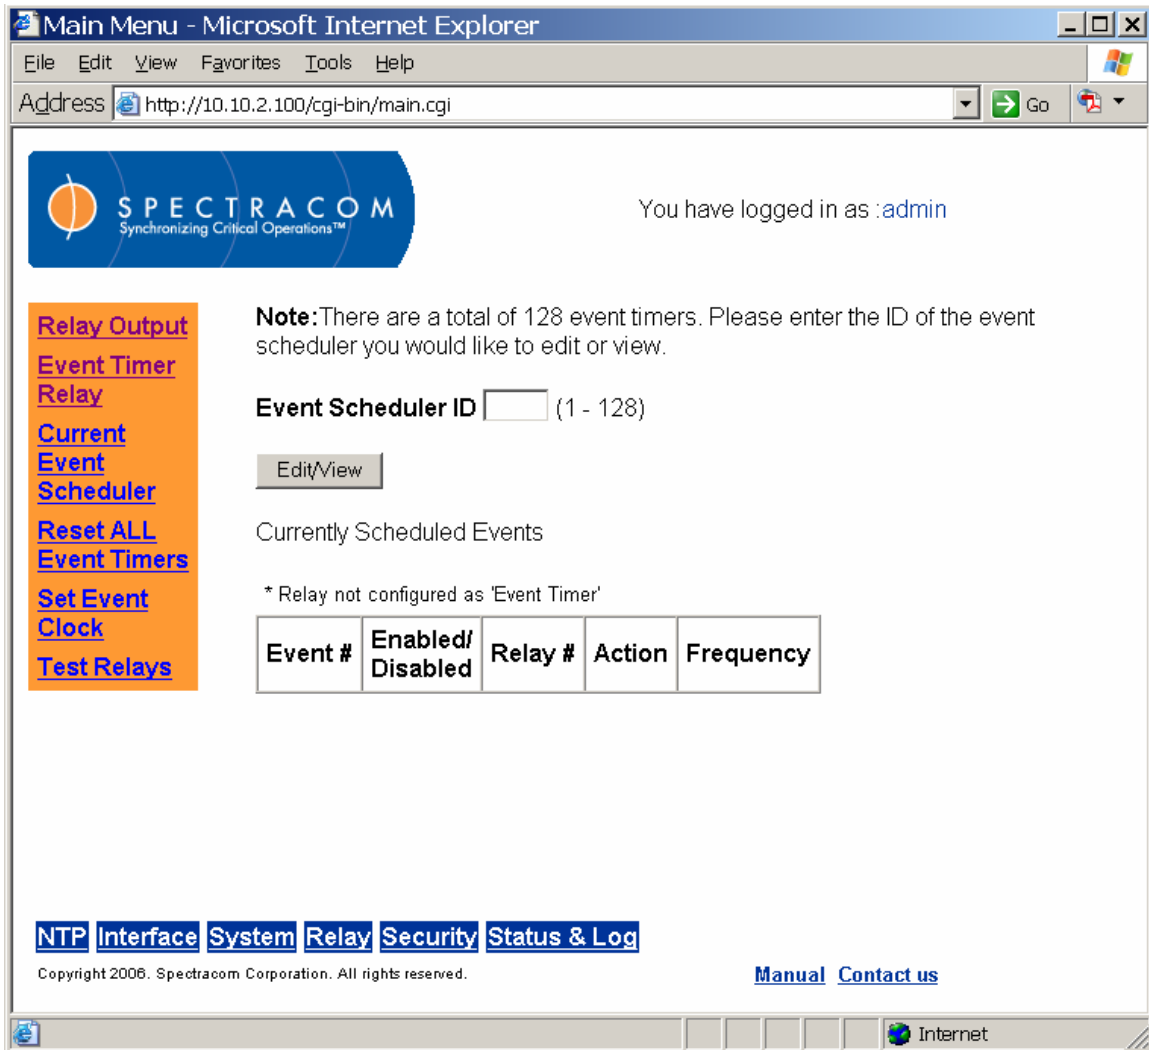 Main Menu - Microsoft Internet Explorer
File Edit View Favorites Tools Help
Address http://10.10.2.100/cgi-bin/main.cgi Go
SPECTRACOM
Synchronizing Critical Operations™
You have logged in as :admin
Relay Output
Event Timer
Relay
Current
Event
Scheduler
Reset ALL
Event Timers
Set Event
Clock
Test Relays
Note:There are a total of 128 event timers. Please enter the ID of the event
scheduler you would like to edit or view.
Event Scheduler ID (1 - 128)
Edit/View
Currently Scheduled Events
* Relay not configured as 'Event Timer'
Event # Enabled/ Relay # Action Frequency
Disabled
NTP Interface System Relay Security Status & Log
Copyright 2006. Spectracom Corporation. All rights reserved.
Manual Contact us
Internet